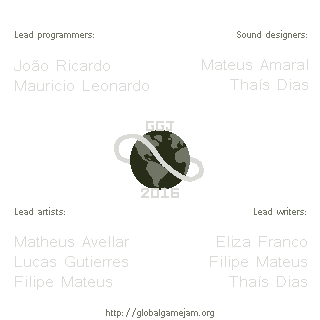 Lead programmers:
João Ricardo
Mauricio Leonardo
Sound designers:
Mateus Amaral
Thaís Dias
GGJ
2016
Lead artists:
Matheus Avellar
Lucas Gutierres
Filipe Mateus
Lead writers:
Eliza Franco
Filipe Mateus
Thaís Dias
http://globalgamejam.org